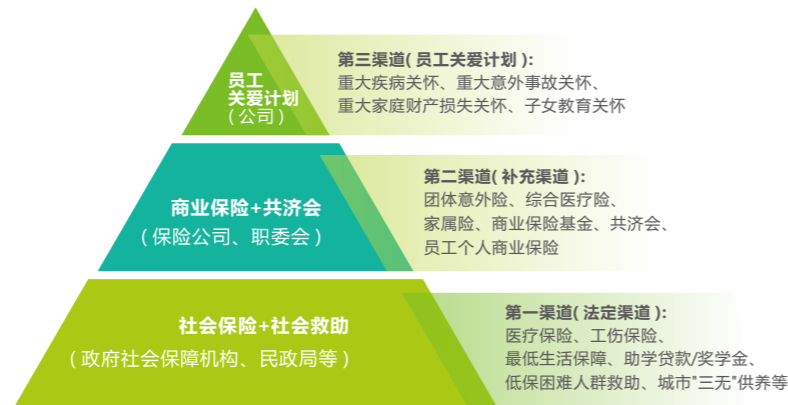 员工
关爱计划
(公司)
第三渠道(员工关爱计划):
重大疾病关怀、重大意外事故关怀、
重大家庭财产损失关怀、子女教育关怀
商业保险+共济会
(保险公司、职委会)
第二渠道(补充渠道):
团体意外险、综合医疗险、
家属险、商业保险基金、共济会、
员工个人商业保险
社会保险+社会救助
(政府社会保障机构、民政局等)
第一渠道(法定渠道):
医疗保险、工伤保险、
最低生活保障、助学贷款/奖学金、
低保困难人群救助、城市"三无"供养等